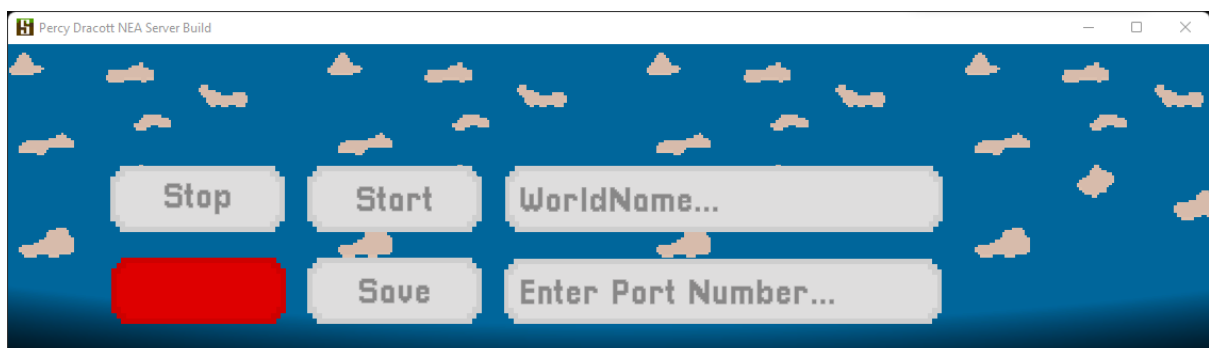 Percy Dracott NEA Server Build
Stop Start WorldName...
Save Enter Port Number...